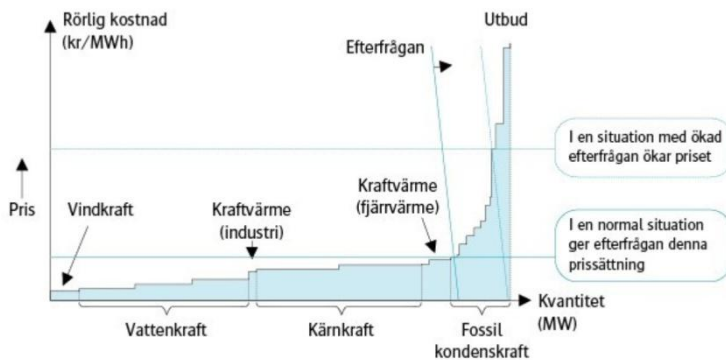 Rörlig kostnad
(kr/MWh)
Utbud
Efterfrågan
I en situation med ökad
efterfrågan ökar priset
Pris
Vindkraft
Kraftvärme
(industri)
Kraftvärme
(fjärrvärme)
I en normal situation
ger efterfrågan denna
prissättning
Kvantitet
(MW)
Vattenkraft
Kärnkraft
Fossil
kondenskraft